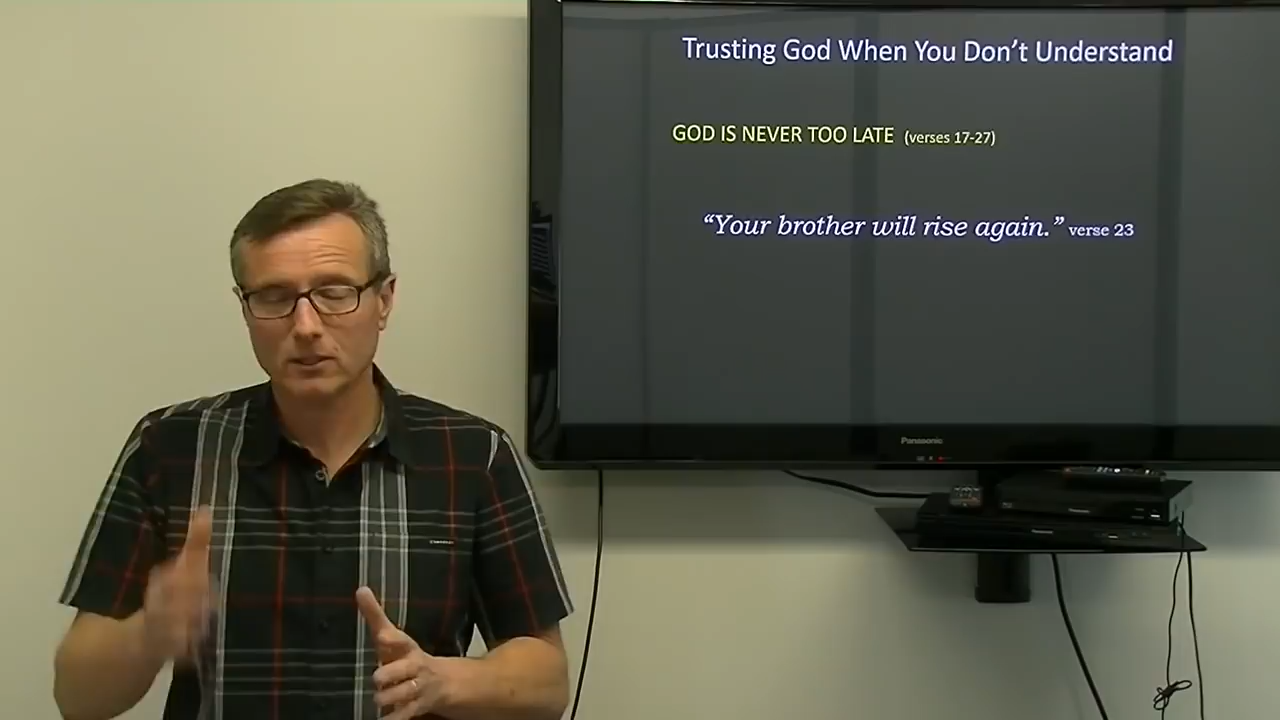 Trusting God When You Don't Understand
GOD IS NEVER TOO LATE (verses 17-27)
“Your brother will rise again.” verse 23
Panasonic